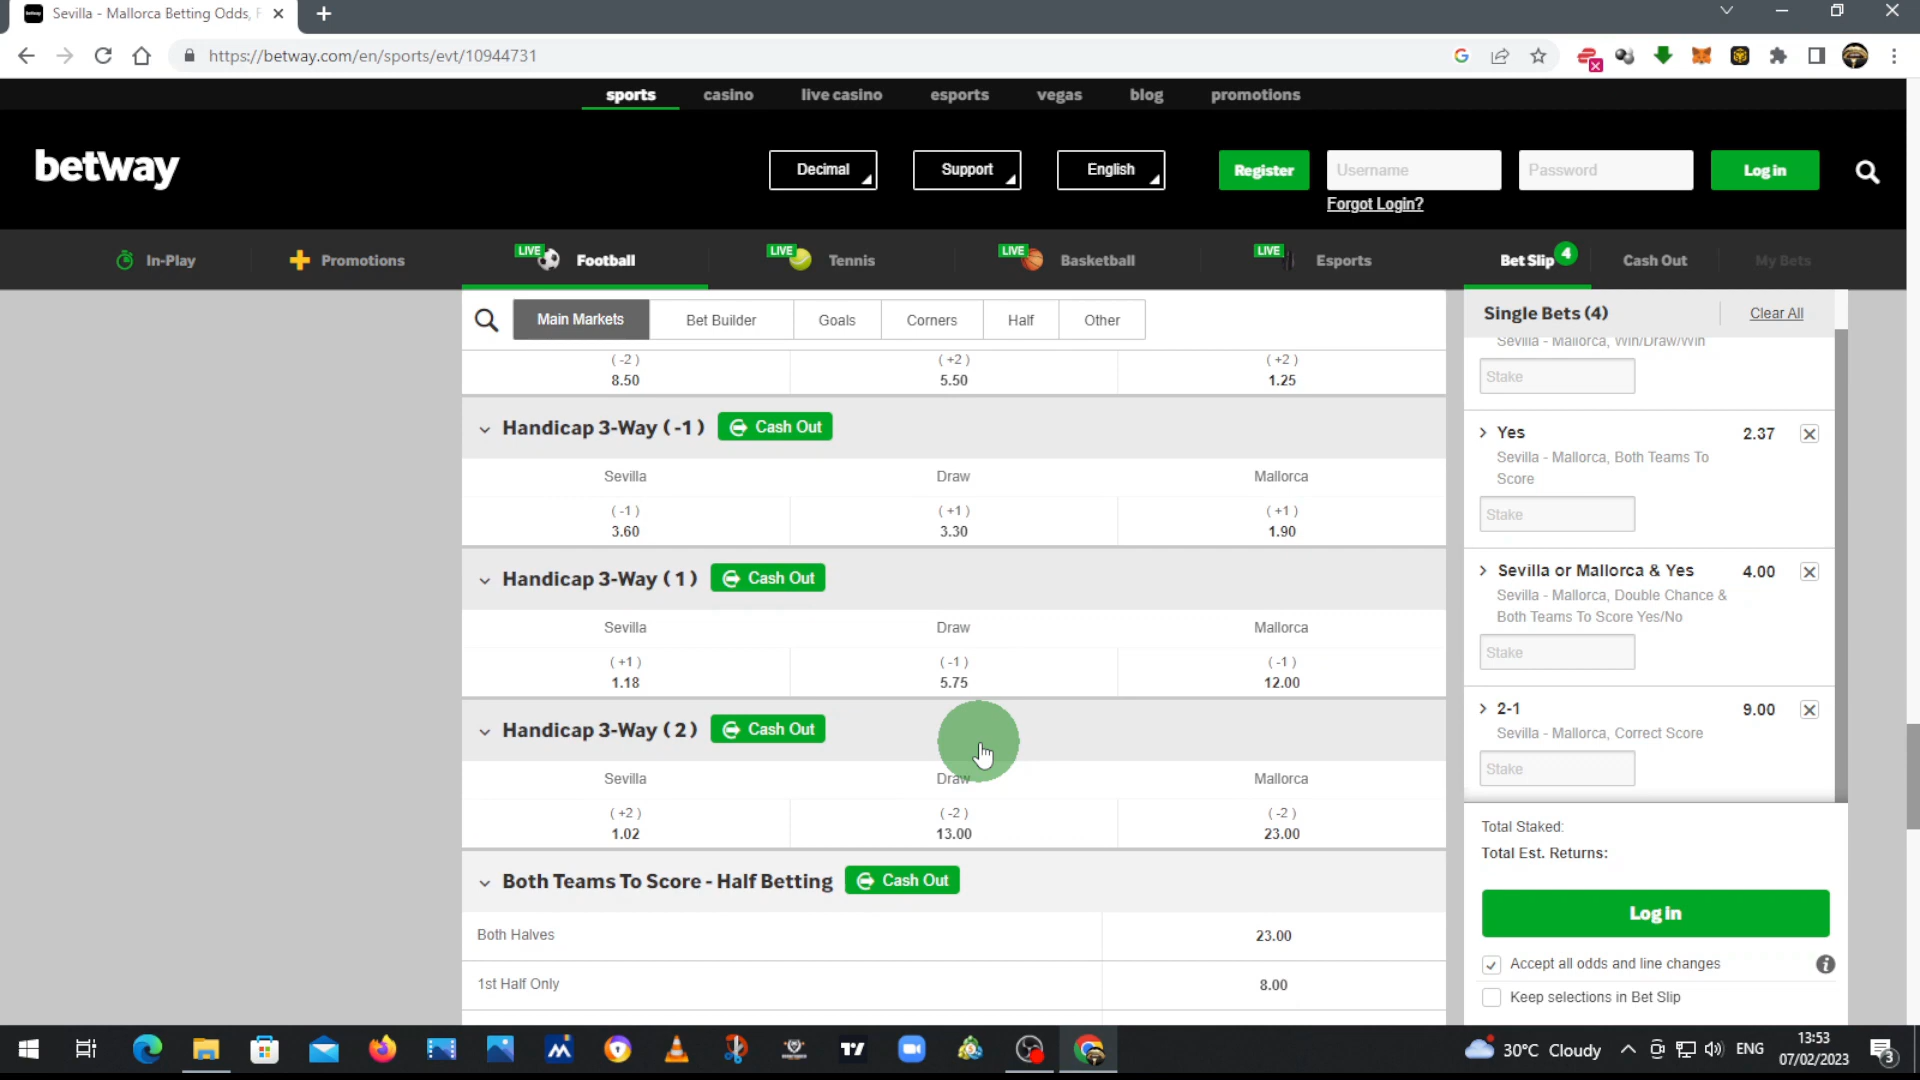 Sevilla - Mallorca Betting Odds, F
https://betway.com/en/sports/evt/10944731
sports casino live casino esports vegas blog promotions
betway
Decimal Support English Register Username Password Log in
Forgot Login?
In-Play Promotions LIVE Football LIVE Tennis LIVE Basketball LIVE Esports Bet Slip 4 Cash Out My Bets
Main Markets Bet Builder Goals Corners Half Other
(-2) (+2) (+2)
8.50 5.50 1.25
Handicap 3-Way (-1) Cash Out
Sevilla Draw Mallorca
(-1) (+1) (+1)
3.60 3.30 1.90
Handicap 3-Way (1) Cash Out
Sevilla Draw Mallorca
(+1) (-1) (-1)
1.18 5.75 12.00
Handicap 3-Way (2) Cash Out
Sevilla Draw Mallorca
(+2) (-2) (-2)
1.02 13.00 23.00
Both Teams To Score - Half Betting Cash Out
Both Halves 23.00
1st Half Only 8.00
Single Bets (4) Clear All
Sevilla - Mallorca, Win/Draw/Win
Stake
Yes 2.37
Sevilla - Mallorca, Both Teams To
Score
Stake
Sevilla or Mallorca & Yes 4.00
Sevilla - Mallorca, Double Chance &
Both Teams To Score Yes/No
Stake
2-1 9.00
Sevilla - Mallorca, Correct Score
Stake
Total Staked:
Total Est. Returns:
Log in
Accept all odds and line changes
Keep selections in Bet Slip
30°C Cloudy ENG 13:53
07/02/2023 3